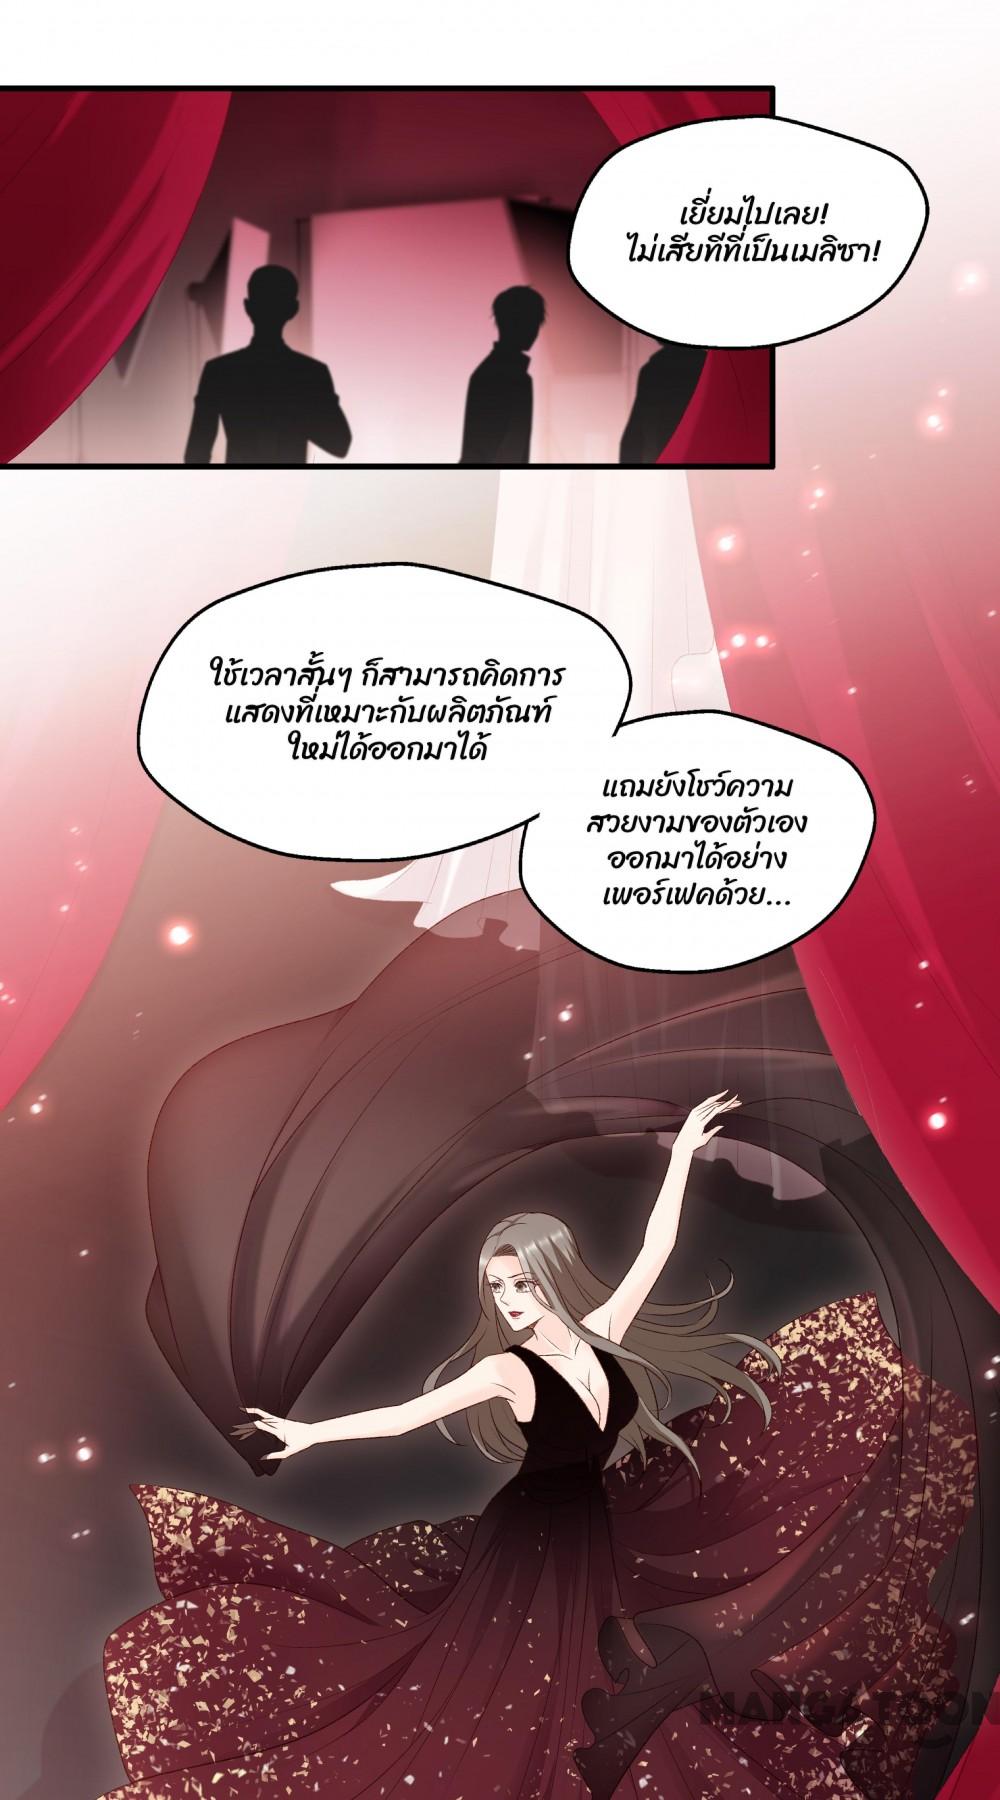 เยี่ยมไปเลย!
ไม่เสียทีที่เป็นเมลิซา!
ใช้เวลาสั้นๆ ก็สามารถคิดการ
แสดงที่เหมาะกับผลิตภัณฑ์
ใหม่ได้ออกมาได้
แถมยังโชว์ความ
สวยงามของตัวเอง
ออกมาได้อย่าง
เพอร์เฟคด้วย...
MANGATOON